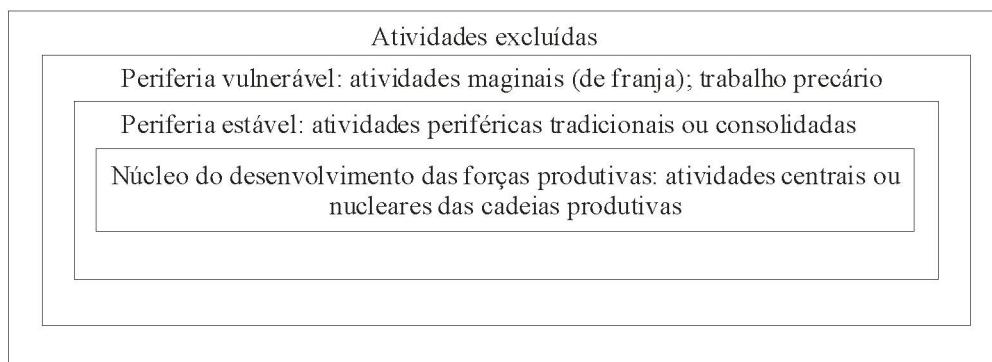 Atividades excluídas
Periferia vulnerável: atividades maginais (de franja); trabalho precário
Periferia estável: atividades periféricas tradicionais ou consolidadas
Núcleo do desenvolvimento das forças produtivas: atividades centrais ou
nucleares das cadeias produtivas